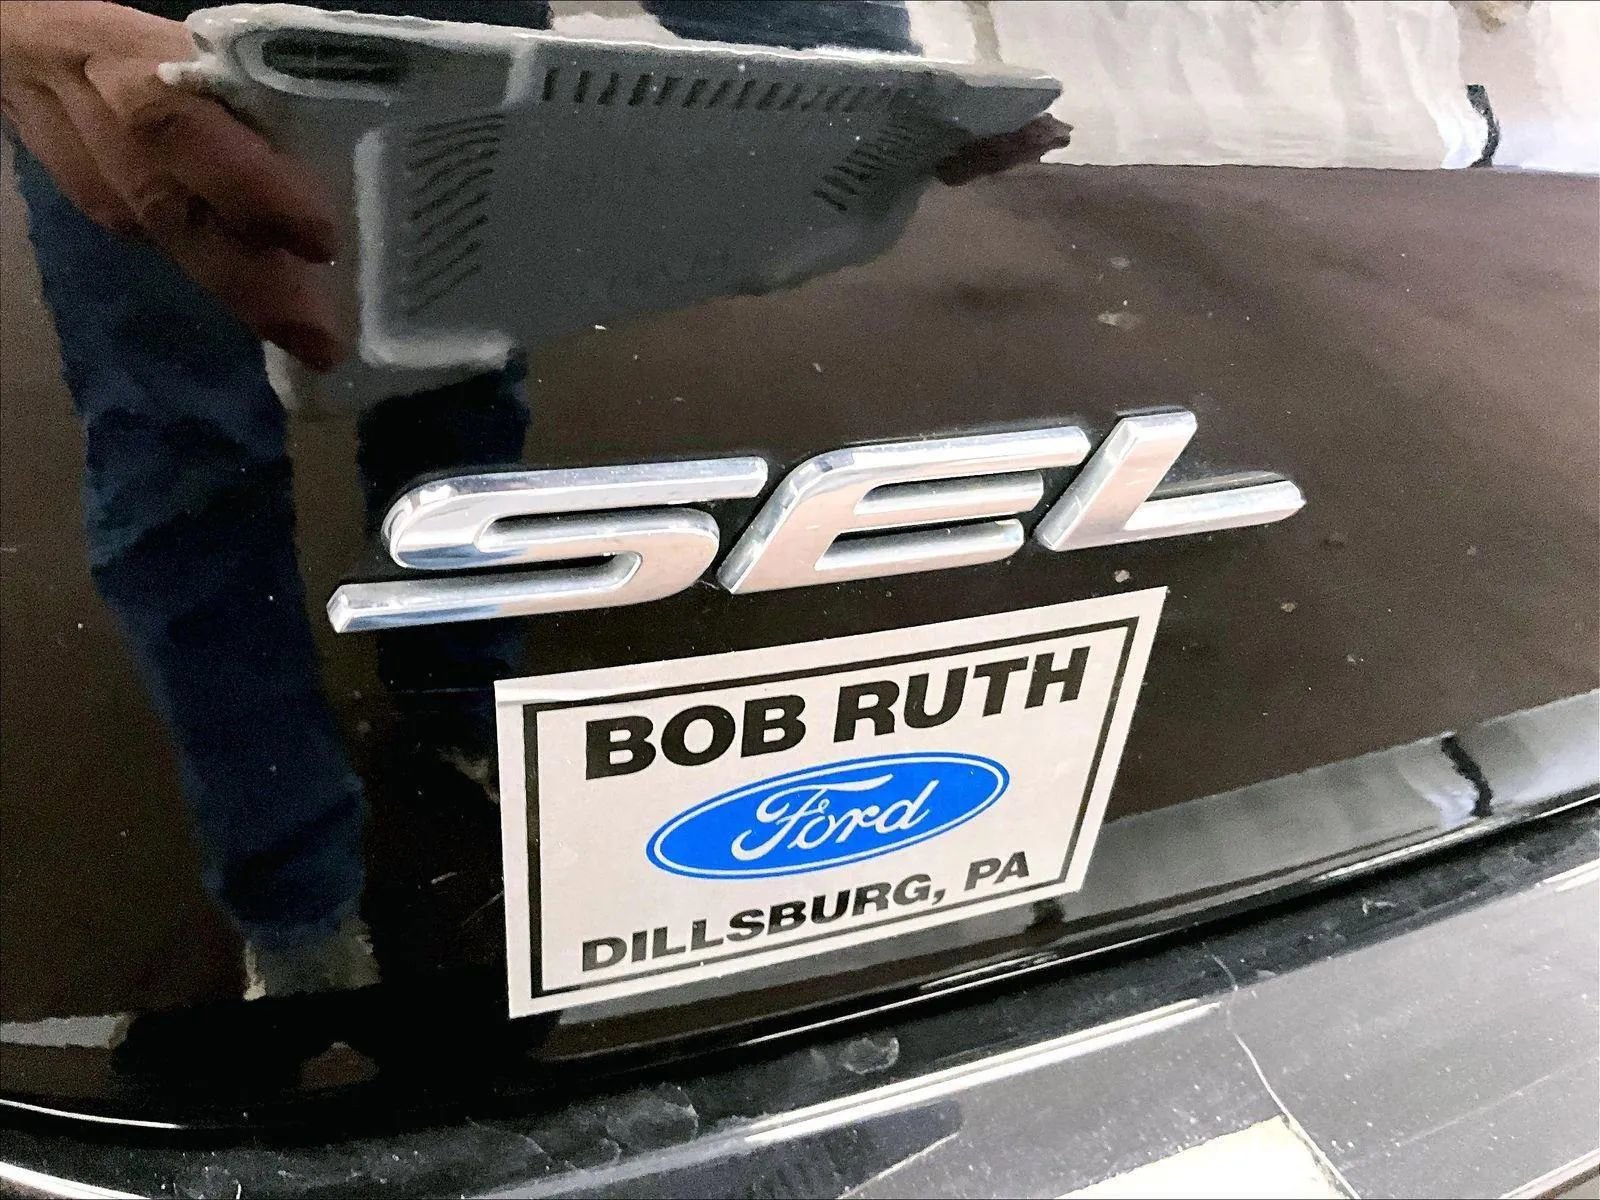 SEL
BOB RUTH
Ford
DILLSBURG, PA